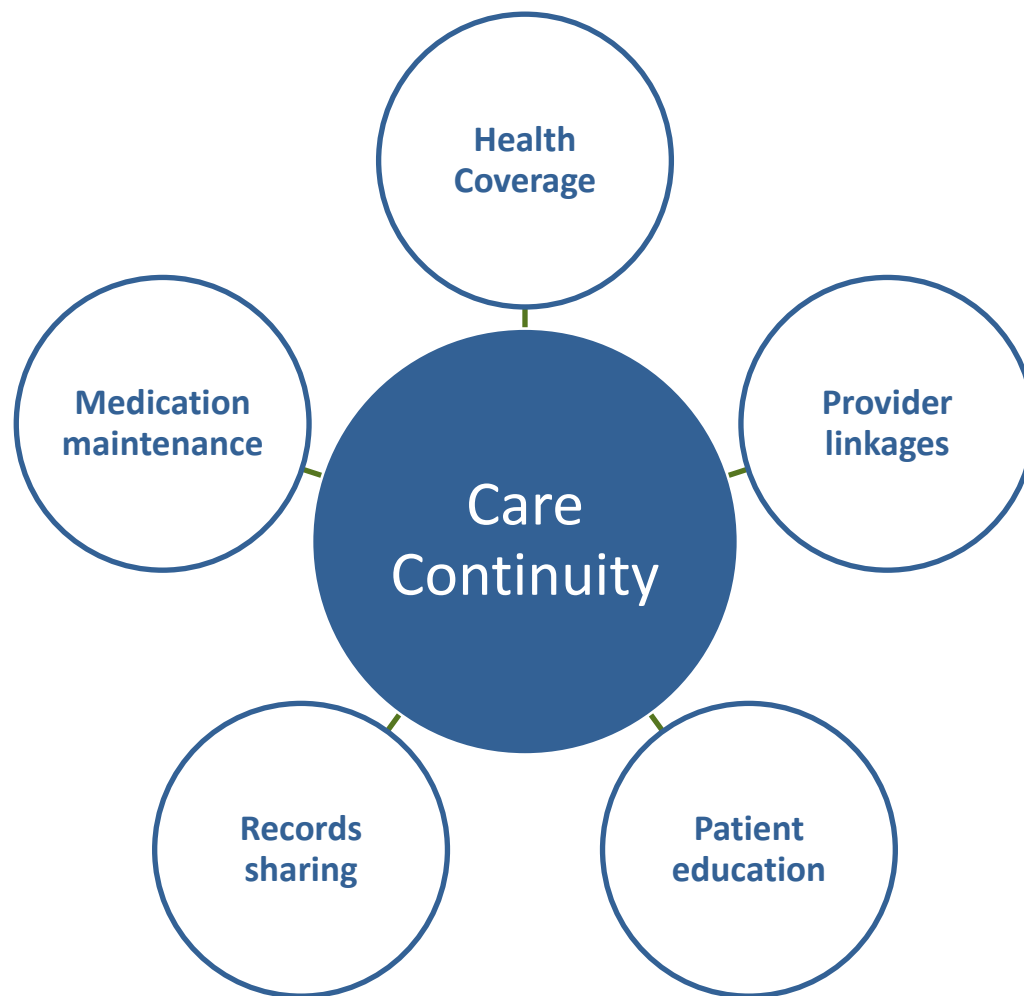 Health
Coverage
Medication
maintenance
Provider
linkages
Care
Continuity
Records
sharing
Patient
education